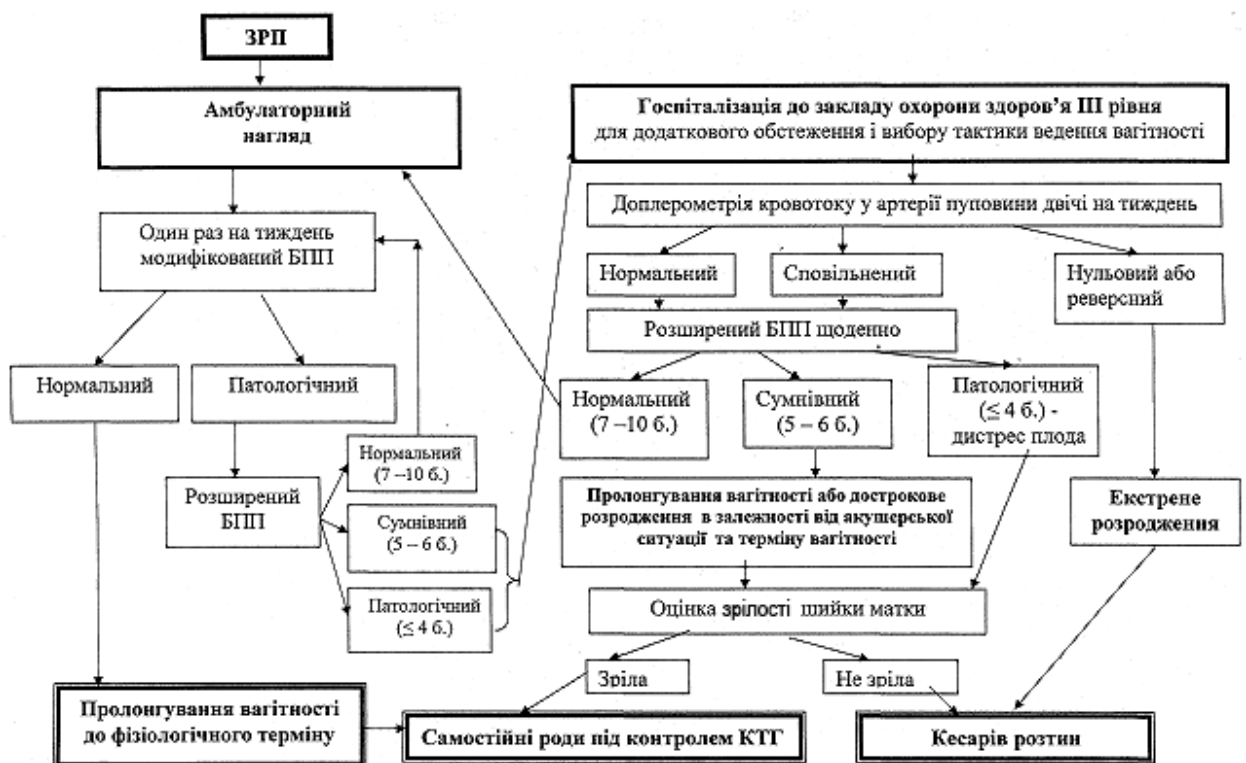 ЗРП
Амбулаторний
нагляд
Один раз на тиждень
модифікований БПП
Нормальний
Патологічний
Розширений
БПП
Нормальний
(7 –10 б.)
Сумнівний
(5 – 6 б.)
Патологічний
(≤ 4 б.)
Пролонгування вагітності
до фізіологічного терміну
Госпіталізація до закладу охорони здоров'я III рівня
для додаткового обстеження і вибору тактики ведення вагітності
Доплерометрія кровотоку у артерії пуповини двічі на тиждень
Нормальний
Сповільнений
Нульовий або
реверсний
Розширений БПП щоденно
Нормальний
(7 –10 б.)
Сумнівний
(5 – 6 б.)
Патологічний
(≤ 4 б.) -
дистрес плода
Пролонгування вагітності або дострокове
розродження в залежності від акушерської
ситуації та терміну вагітності
Екстрене
розродження
Оцінка зрілості шийки матки
Зріла
Не зріла
Самостійні роди під контролем КТГ
Кесарів розтин